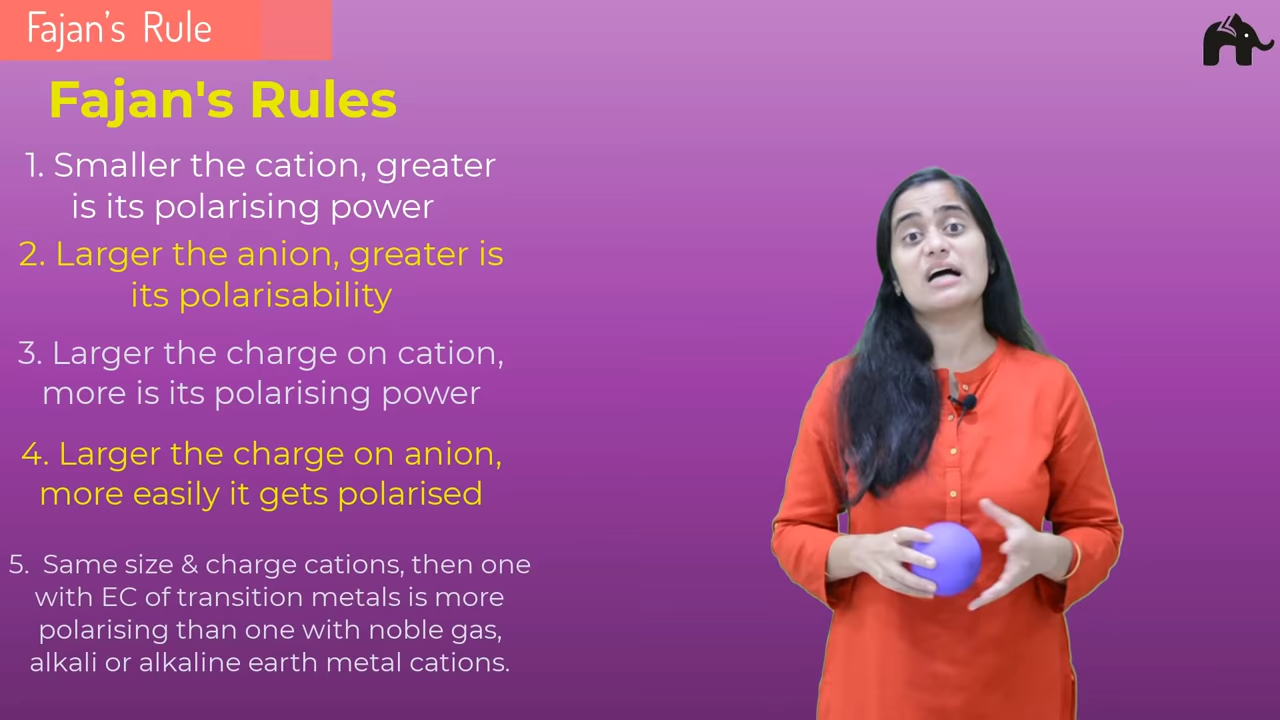 Fajan's Rule
Fajan's Rules
1. Smaller the cation, greater
is its polarising power
2. Larger the anion, greater is
its polarisability
3. Larger the charge on cation,
more is its polarising power
4. Larger the charge on anion,
more easily it gets polarised
5. Same size & charge cations, then one
with EC of transition metals is more
polarising than one with noble gas,
alkali or alkaline earth metal cations.